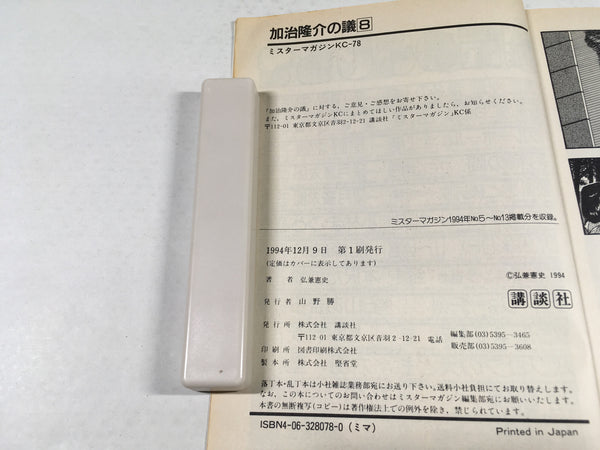 加治隆介の議8
ミスターマガジンKC-78
『加治隆介の議』に対する、ご意見・ご感想をお寄せ下さい。
また、ミスターマガジンKCにまとめてほしい作品がありましたら、お知らせください。
〒112-01 東京都文京区音羽2-12-21 講談社「ミスターマガジン」KC係
ミスターマガジン1994年No5〜No13掲載分を収録。
1994年12月9日 第1刷発行
(定価はカバーに表示してあります)
著者 弘兼憲史
©弘兼憲史 1994
発行者 山野勝
講談社
発行所 株式会社 講談社
〒112-01 東京都文京区音羽2-12-21 電話 編集部(03)5395-3465
販売部(03)5395-3608
印刷所 図書印刷株式会社
製本所 株式会社 堅省堂
落丁本・乱丁本は小社雑誌業務部宛にお送り下さい。送料小社負担にてお取り替えします。
なお、この本についてのお問い合わせはミスターマガジン編集部宛にお願いいたします。
本書の無断複写(コピー)は著作権法上での例外を除き、禁じられています。
ISBN4-06-328078-0 (ミマ)
Printed in Japan